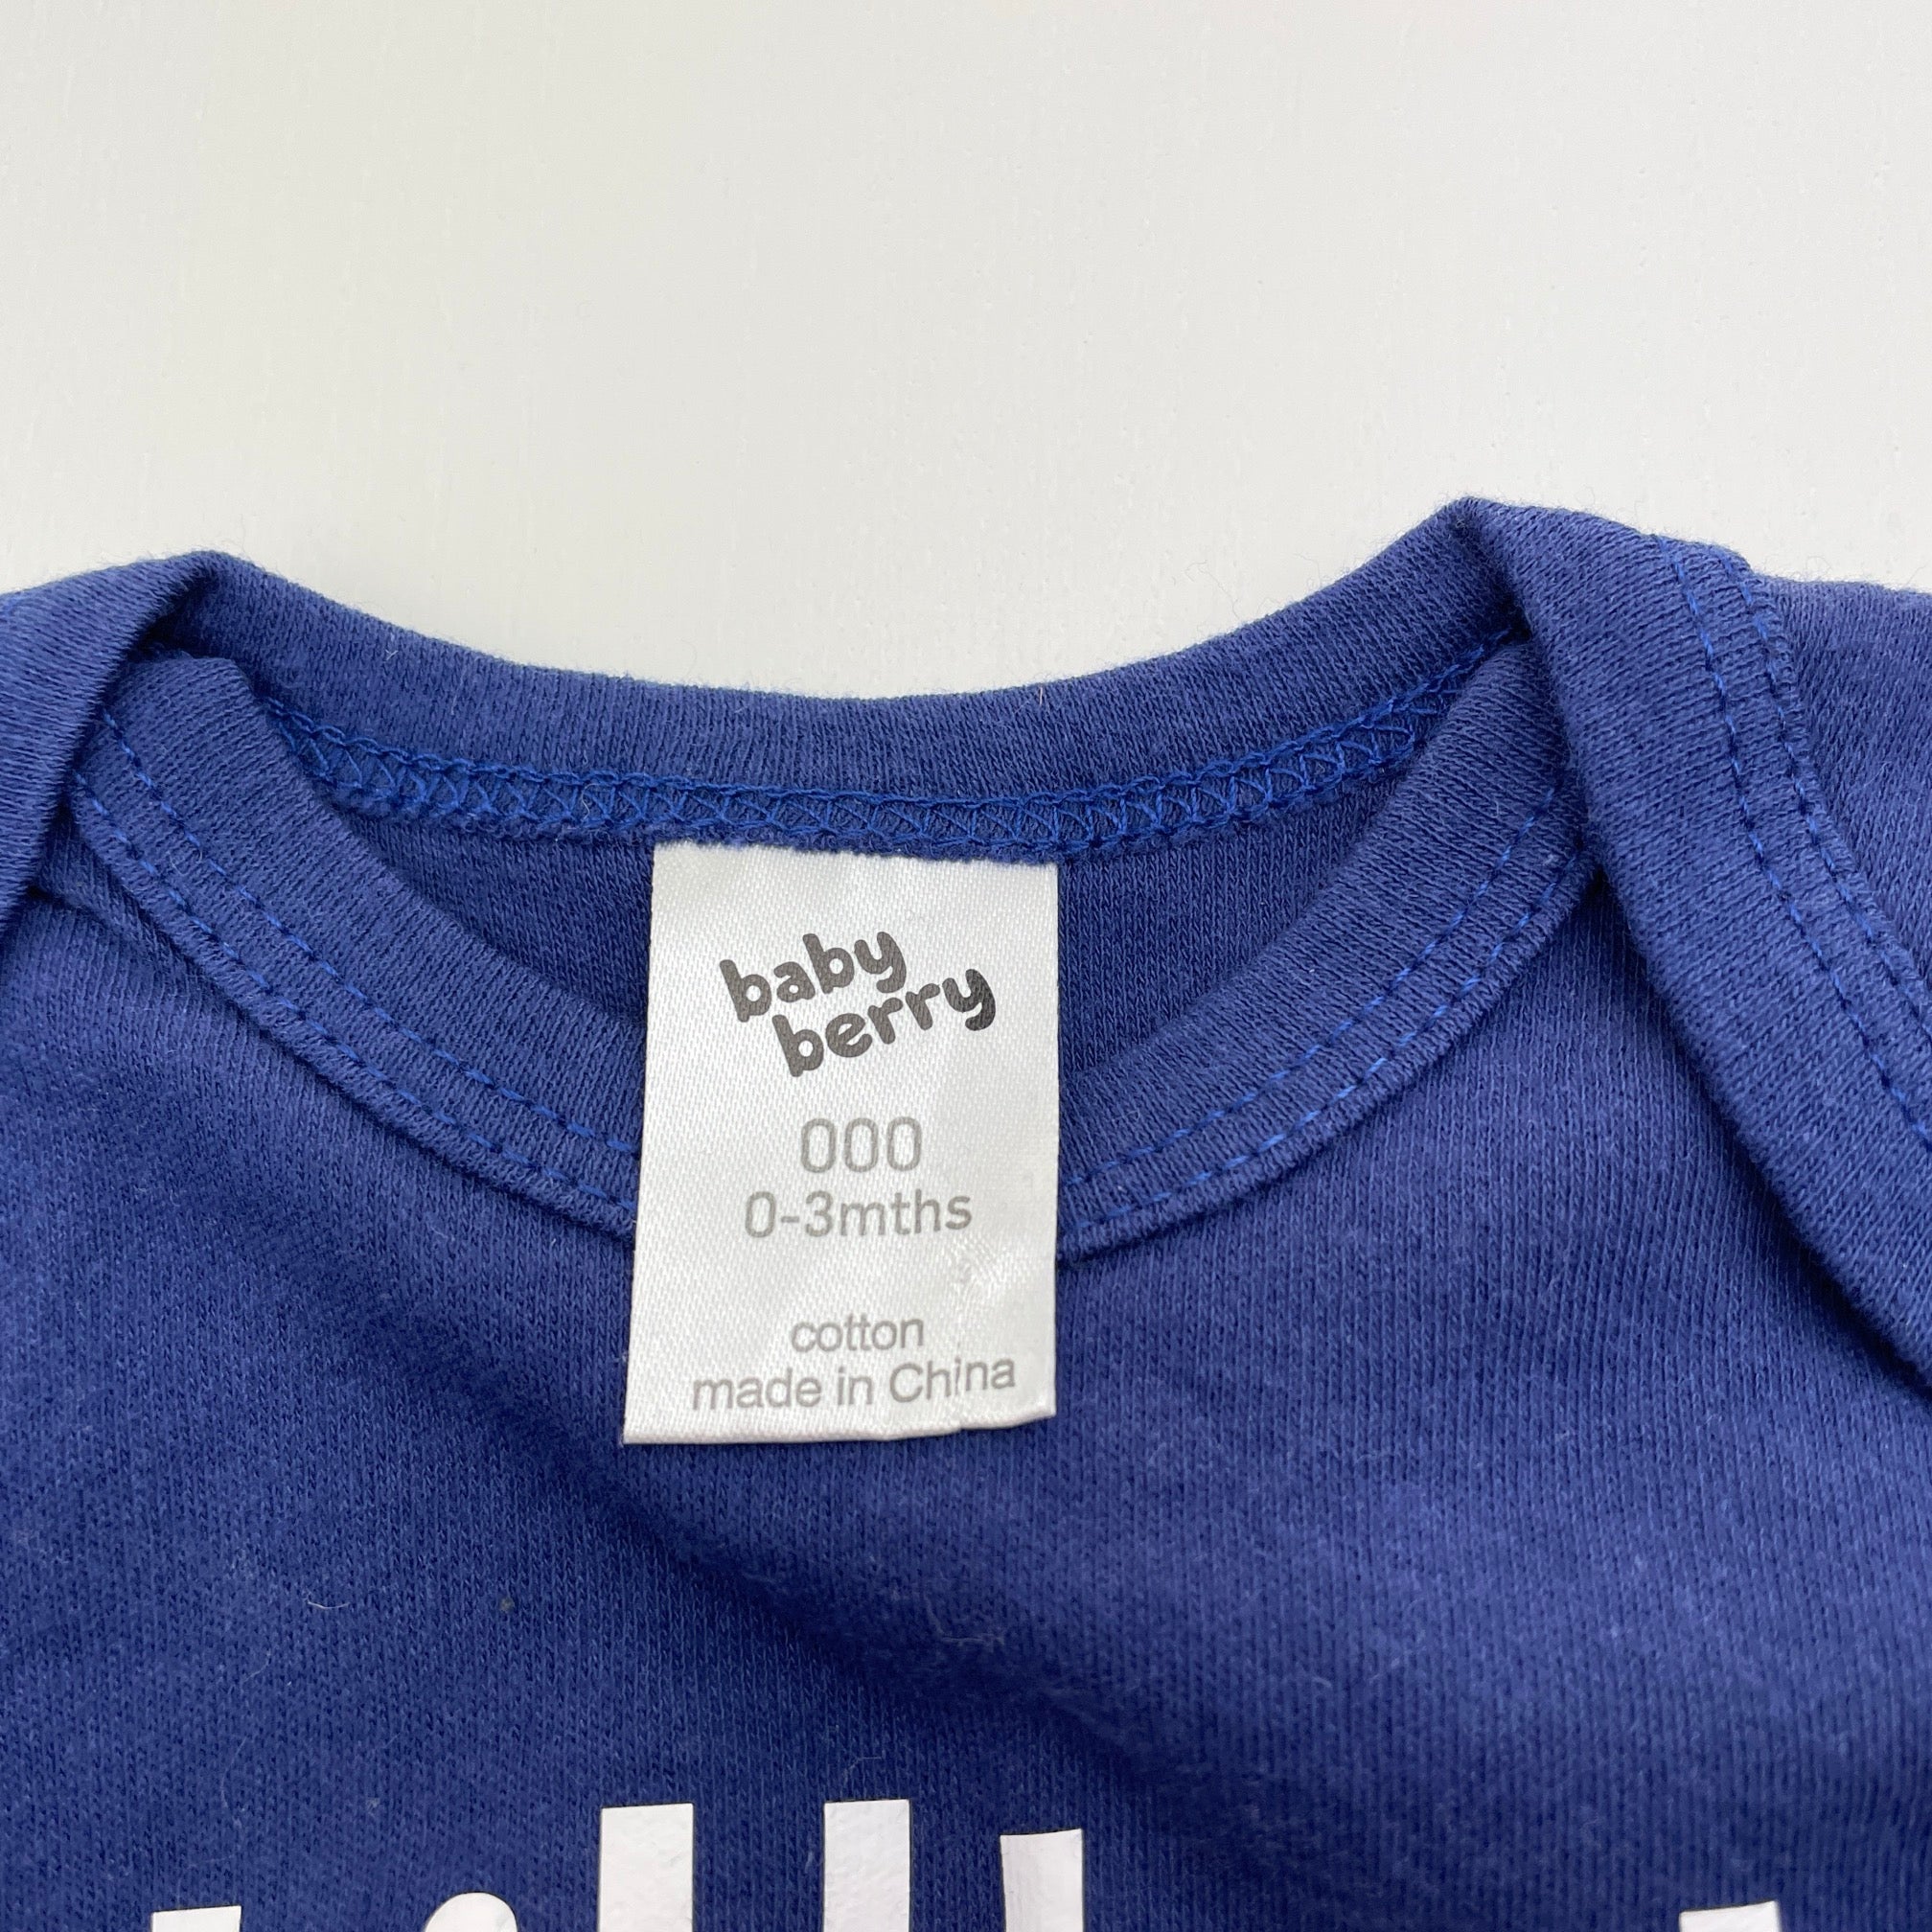 baby
berry
000
0-3mths
cotton
made in China